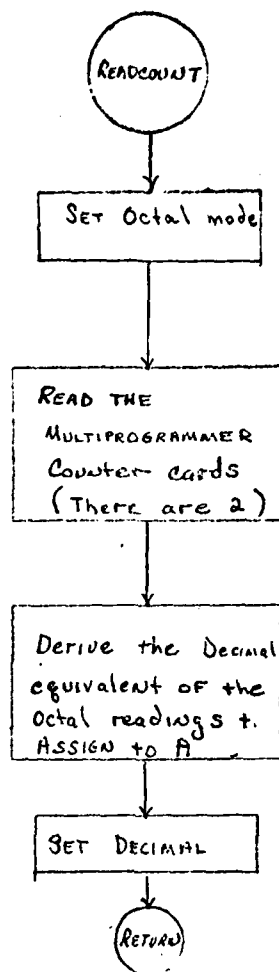 READCOUNT
SET Octal mode
READ THE
MULTIPROGRAMMER
Counter cards
(There are 2)
Derive the Decimal
equivalent OF the
Octal readings +.
ASSIGN to A
SET DECIMAL
RETURN